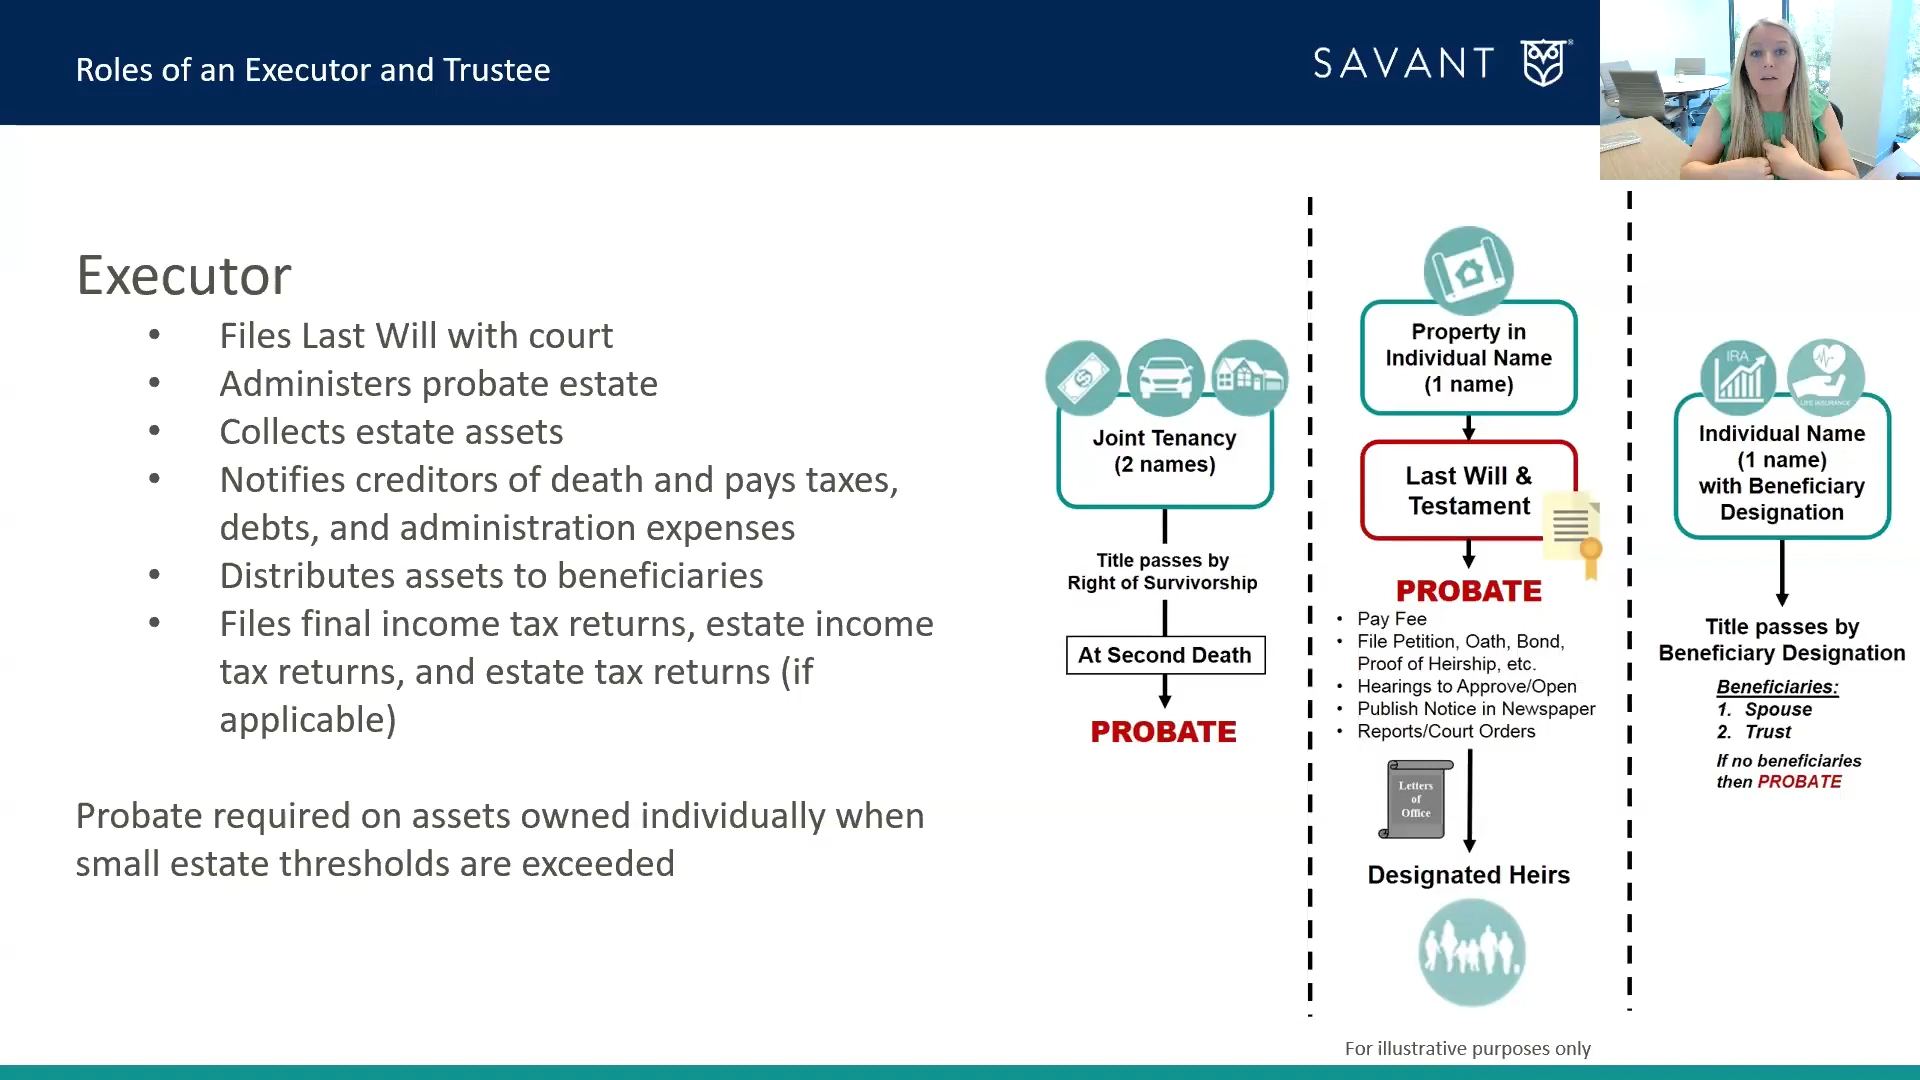 Roles of an Executor and Trustee
SAVANT
®
Executor
• Files Last Will with court
• Administers probate estate
• Collects estate assets
• Notifies creditors of death and pays taxes,
debts, and administration expenses
• Distributes assets to beneficiaries
• Files final income tax returns, estate income
tax returns, and estate tax returns (if
applicable)
Probate required on assets owned individually when
small estate thresholds are exceeded
Joint Tenancy
(2 names)
Title passes by
Right of Survivorship
At Second Death
PROBATE
Property in
Individual Name
(1 name)
Last Will &
Testament
PROBATE
• Pay Fee
• File Petition, Oath, Bond,
Proof of Heirship, etc.
• Hearings to Approve/Open
• Publish Notice in Newspaper
• Reports/Court Orders
Letters
of
Office
Designated Heirs
IRA
LIFE INSURANCE
Individual Name
(1 name)
with Beneficiary
Designation
Title passes by
Beneficiary Designation
Beneficiaries:
1. Spouse
2. Trust
If no beneficiaries
then PROBATE
For illustrative purposes only